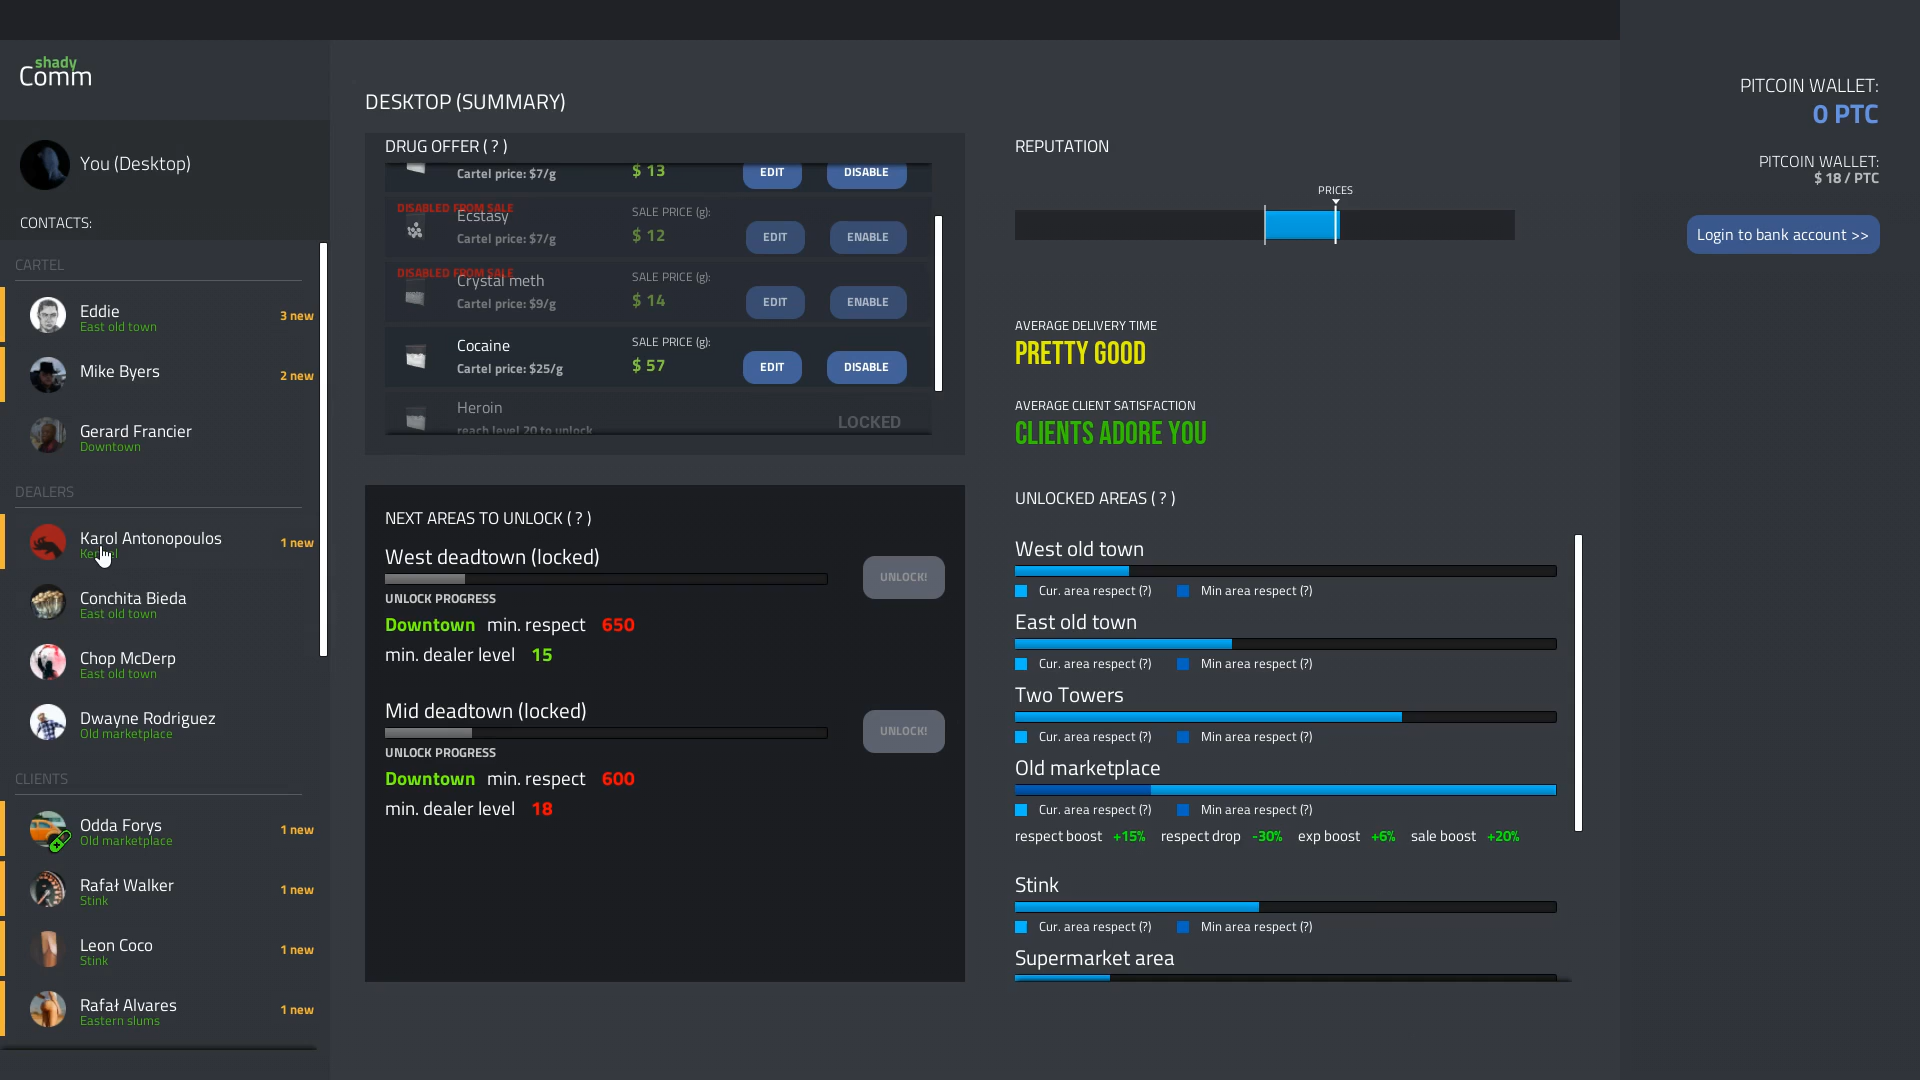 shady
Comm
You (Desktop)
CONTACTS:
CARTEL
Eddie
East old town
3 new
Mike Byers
2 new
Gerard Francier
Downtown
DEALERS
Karol Antonopoulos
1 new
Conchita Bieda
East old town
Chop McDerp
East old town
Dwayne Rodriguez
Old marketplace
CLIENTS
Odda Forys
Old marketplace
1 new
Rafał Walker
Stink
1 new
Leon Coco
Stink
1 new
Rafał Alvares
Eastern slums
1 new
DESKTOP (SUMMARY)
DRUG OFFER ( ? )
Cartel price: $7/g
$ 13
EDIT
DISABLE
DISABLED FROM SALE
Ecstasy
Cartel price: $7/g
SALE PRICE (g):
$ 12
EDIT
ENABLE
DISABLED FROM SALE
Crystal meth
Cartel price: $9/g
SALE PRICE (g):
$ 14
EDIT
ENABLE
Cocaine
Cartel price: $25/g
SALE PRICE (g):
$ 57
EDIT
DISABLE
Heroin
reach level 20 to unlock
LOCKED
NEXT AREAS TO UNLOCK ( ? )
West deadtown (locked)
UNLOCK!
UNLOCK PROGRESS
Downtown min. respect 650
min. dealer level 15
Mid deadtown (locked)
UNLOCK!
UNLOCK PROGRESS
Downtown min. respect 600
min. dealer level 18
REPUTATION
PRICES
AVERAGE DELIVERY TIME
PRETTY GOOD
AVERAGE CLIENT SATISFACTION
CLIENTS ADORE YOU
UNLOCKED AREAS ( ? )
West old town
Cur. area respect (?) Min area respect (?)
East old town
Cur. area respect (?) Min area respect (?)
Two Towers
Cur. area respect (?) Min area respect (?)
Old marketplace
Cur. area respect (?) Min area respect (?)
respect boost +15% respect drop -30% exp boost +6% sale boost +20%
Stink
Cur. area respect (?) Min area respect (?)
Supermarket area
PITCOIN WALLET:
0 PTC
PITCOIN WALLET:
$ 18 / PTC
Login to bank account >>